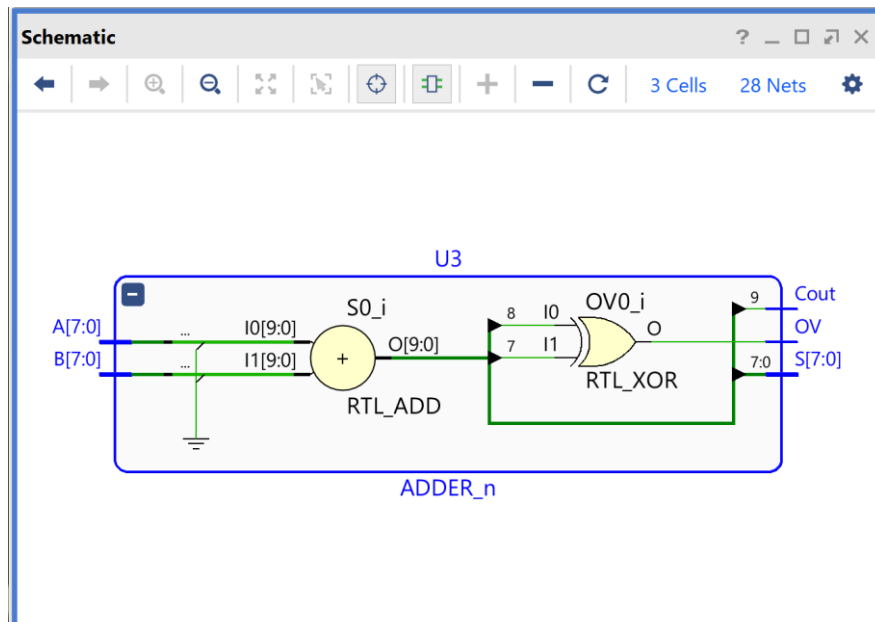 Schematic
3 Cells 28 Nets
U3
A[7:0]
B[7:0]
...
...
I0[9:0]
I1[9:0]
S0_i
+
RTL_ADD
O[9:0]
8 I0
7 I1
OV0_i
O
RTL_XOR
9 Cout
OV
7:0 S[7:0]
ADDER_n